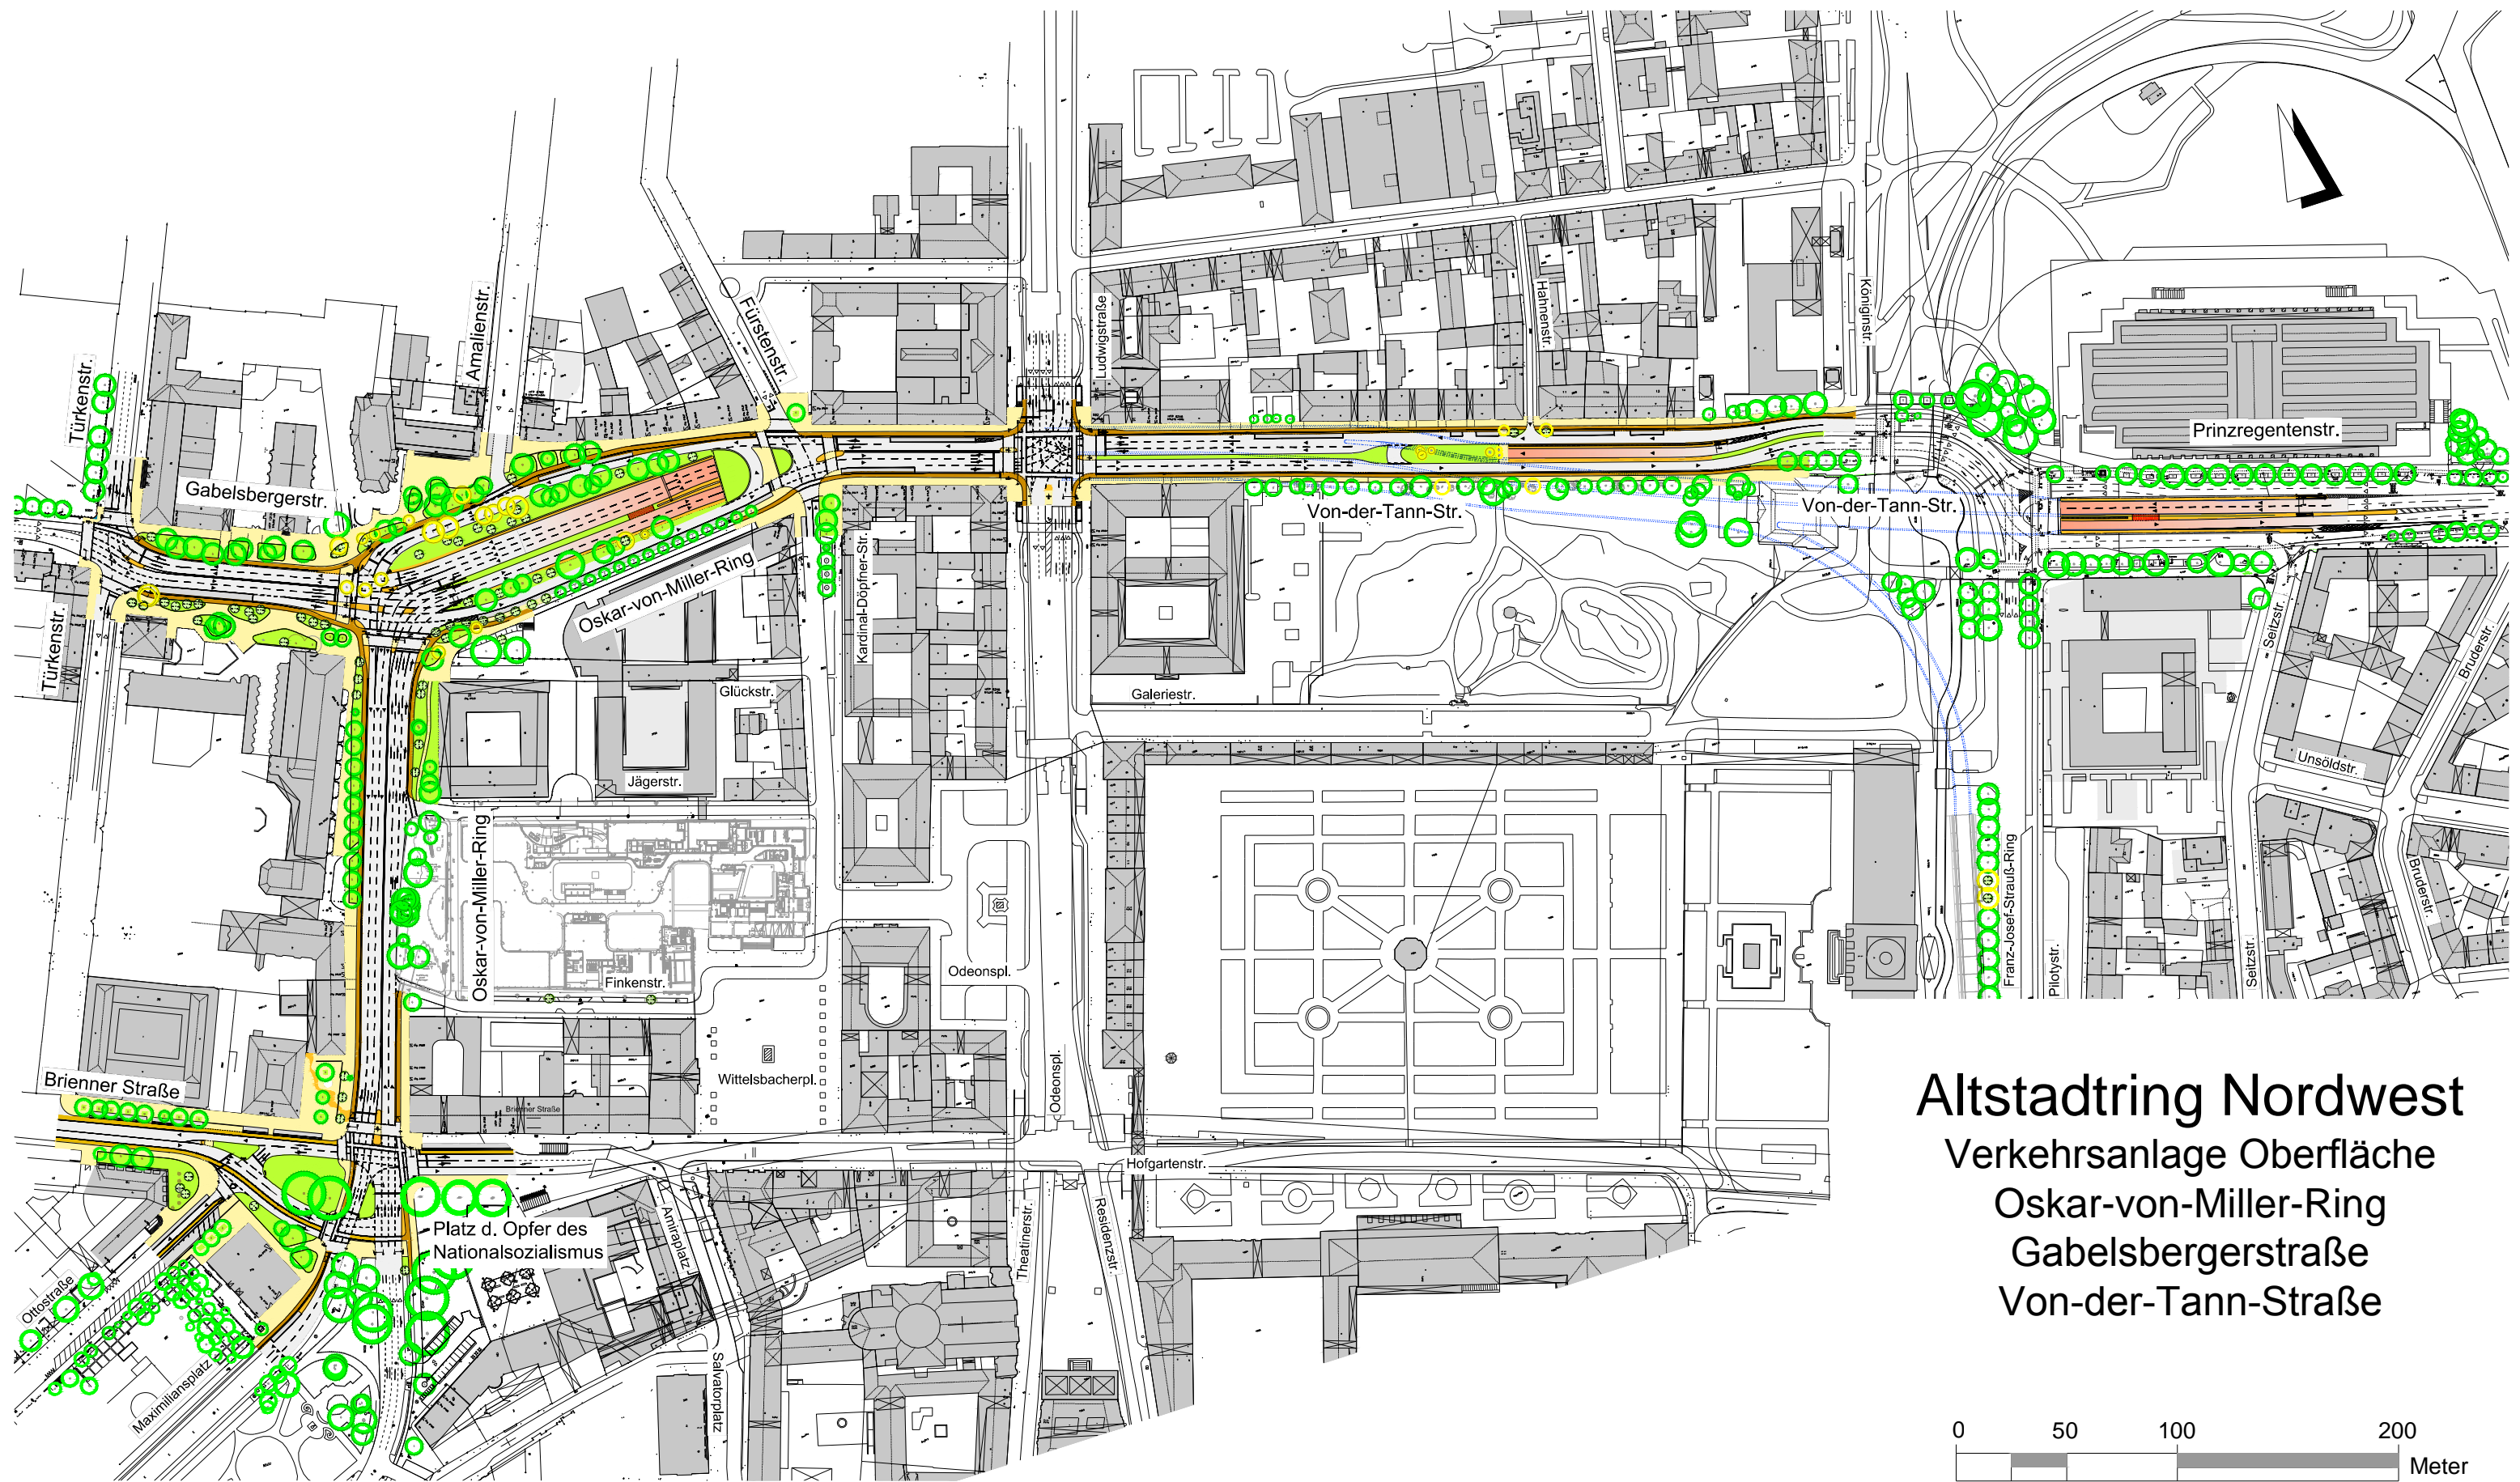 Türkenstr.
Amalienstr.
Fürstenstr.
Ludwigstraße
Hahnenstr.
Königinstr.
Prinzregentenstr.
Gabelsbergerstr.
Von-der-Tann-Str.
Von-der-Tann-Str.
Oskar-von-Miller-Ring
Kardinal-Döpfner-Str.
Türkenstr.
Seitzstr.
Bruderstr.
Glückstr.
Galeriestr.
Jägerstr.
Unsöldstr.
Oskar-von-Miller-Ring
Finkenstr.
Odeonspl.
Franz-Josef-Strauß-Ring
Pilotystr.
Seitzstr.
Bruderstr.
Brienner Straße
Wittelsbacherpl.
Brienner Straße
Odeonspl.
Hofgartenstr.
Platz d. Opfer des
Nationalsozialismus
Amiraplatz
Theatinerstr.
Residenzstr.
Ottostraße
Maximiliansplatz
Salvatorplatz
Altstadtring Nordwest
Verkehrsanlage Oberfläche
Oskar-von-Miller-Ring
Gabelsbergerstraße
Von-der-Tann-Straße
0 50 100 200
Meter